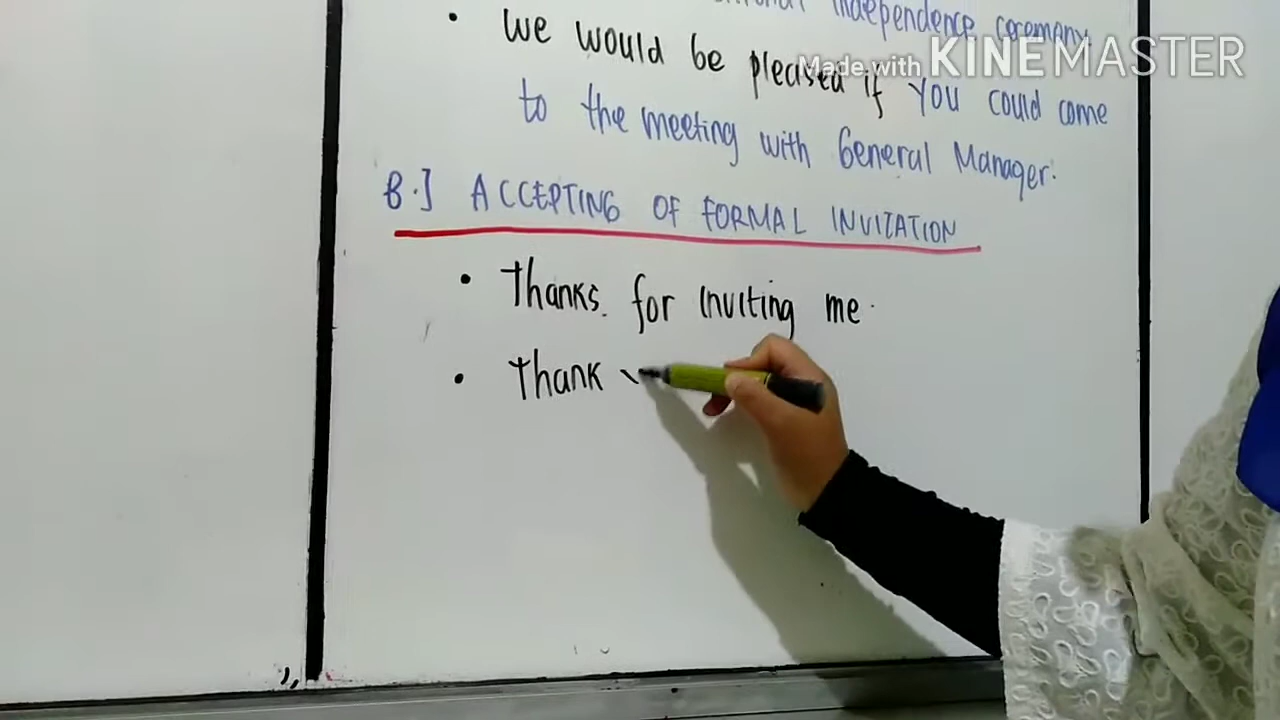 independence ceremony
• We would be pleased if you could come
to the meeting with General Manager.
Made with KINEMASTER
B.] ACCEPTING OF FORMAL INVITATION
• Thanks for inviting me.
• Thank